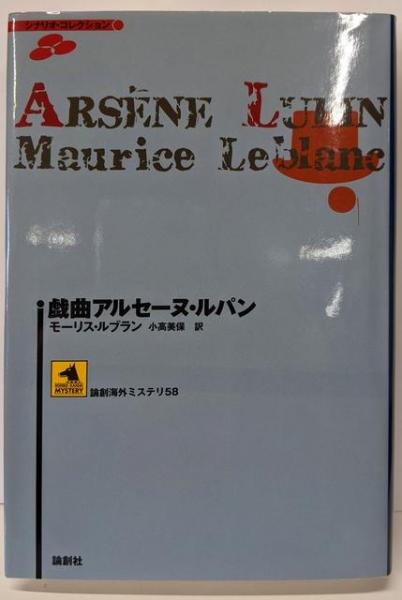 シナリオ・コレクション
ARSÈNE LUPIN
Maurice Leblanc
戯曲アルセーヌ・ルパン
モーリス・ルブラン 小高美保 訳
MYSTERY
論創海外ミステリ58
論創社